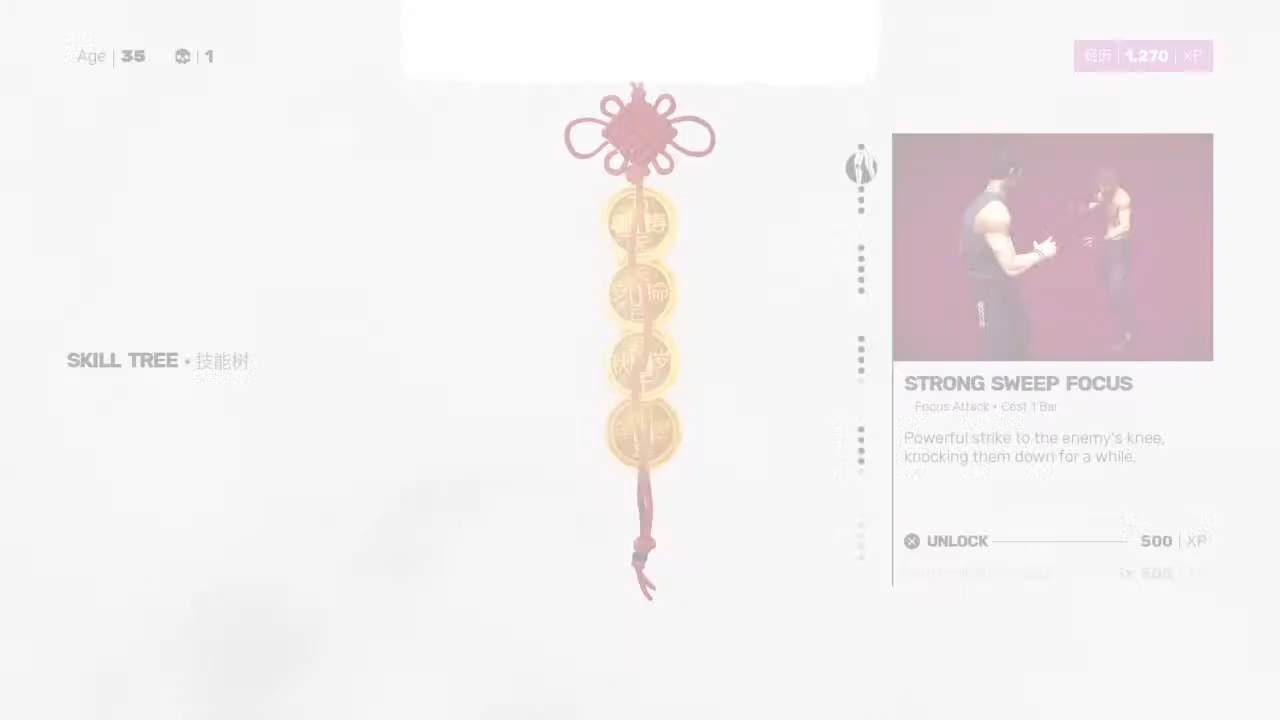 Age | 35
1
经历 | 1,270 | XP
SKILL TREE • 技能树
STRONG SWEEP FOCUS
Focus Attack • Cost 1 Bar
Powerful strike to the enemy's knee,
knocking them down for a while.
UNLOCK
500 | XP